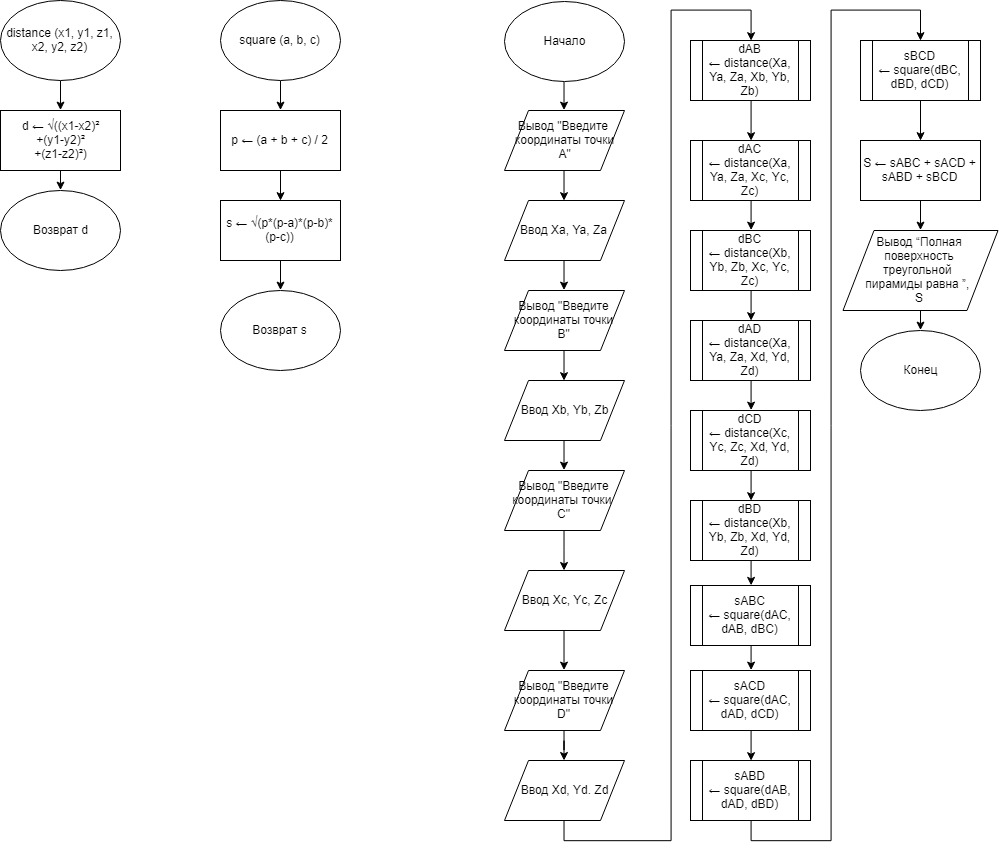 distance (x1, y1, z1,
x2, y2, z2)
d ← √((x1-x2)²
+(y1-y2)²
+(z1-z2)²)
Возврат d
square (a, b, c)
p ← (a + b + c) / 2
s ← √(p*(p-a)*(p-b)*
(p-c))
Возврат s
Начало
Вывод "Введите
координаты точки
A"
Ввод Xa, Ya, Za
Вывод "Введите
координаты точки
B"
Ввод Xb, Yb, Zb
Вывод "Введите
координаты точки
C"
Ввод Xc, Yc, Zc
Вывод "Введите
координаты точки
D"
Ввод Xd, Yd. Zd
dAB
← distance(Xa,
Ya, Za, Xb, Yb,
Zb)
dAC
← distance(Xa,
Ya, Za, Xc, Yc,
Zc)
dBC
← distance(Xb,
Yb, Zb, Xc, Yc,
Zc)
dAD
← distance(Xa,
Ya, Za, Xd, Yd,
Zd)
dCD
← distance(Xc,
Yc, Zc, Xd, Yd,
Zd)
dBD
← distance(Xb,
Yb, Zb, Xd, Yd,
Zd)
sABC
← square(dAC,
dAB, dBC)
sACD
← square(dAC,
dAD, dCD)
sABD
← square(dAB,
dAD, dBD)
sBCD
← square(dBC,
dBD, dCD)
S ← sABC + sACD +
sABD + sBCD
Вывод “Полная
поверхность
треугольной
пирамиды равна ”,
S
Конец